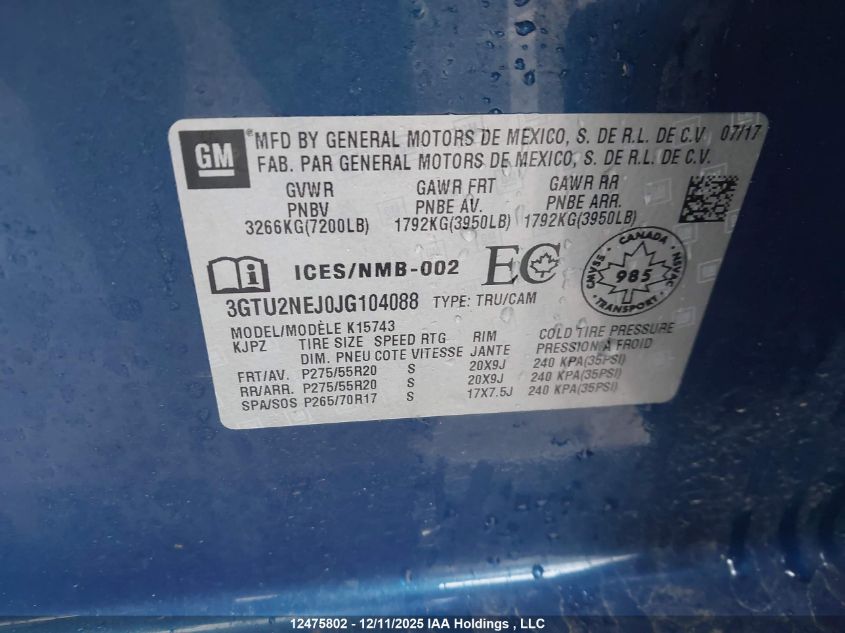 GM ® MFD BY GENERAL MOTORS DE MEXICO, S. DE R.L. DE C.V. 07/17
FAB. PAR GENERAL MOTORS DE MEXICO, S. DE R.L. DE C.V.
GVWR GAWR FRT GAWR RR
PNBV PNBE AV. PNBE ARR.
3266KG(7200LB) 1792KG(3950LB) 1792KG(3950LB)
ICES/NMB-002 EC CANADA CMVSS 985 NSVAC TRANSPORT
3GTU2NEJ0JG104088 TYPE: TRU/CAM
MODEL/MODÈLE K15743
KJPZ TIRE SIZE SPEED RTG RIM COLD TIRE PRESSURE
DIM. PNEU COTE VITESSE JANTE PRESSION A FROID
FRT/AV. P275/55R20 S 20X9J 240 KPA(35PSI)
RR/ARR. P275/55R20 S 20X9J 240 KPA(35PSI)
SPA/SOS P265/70R17 S 17X7.5J 240 KPA(35PSI)
12475802 - 12/11/2025 IAA Holdings , LLC